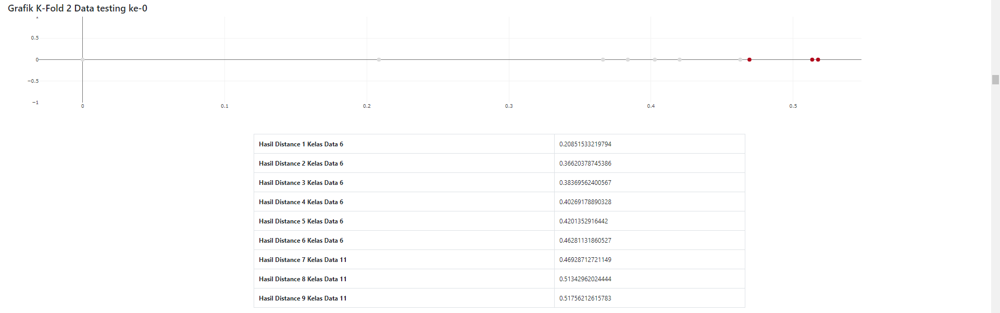 Grafik K-Fold 2 Data testing ke-0
1
0.5
0
−0.5
−1
0 0.1 0.2 0.3 0.4 0.5
Hasil Distance 1 Kelas Data 6 0.20851533219794
Hasil Distance 2 Kelas Data 6 0.36620378745386
Hasil Distance 3 Kelas Data 6 0.38369562400567
Hasil Distance 4 Kelas Data 6 0.40269178890328
Hasil Distance 5 Kelas Data 6 0.4201352916442
Hasil Distance 6 Kelas Data 6 0.46281131860527
Hasil Distance 7 Kelas Data 11 0.46928712721149
Hasil Distance 8 Kelas Data 11 0.51342962024444
Hasil Distance 9 Kelas Data 11 0.51756212615783